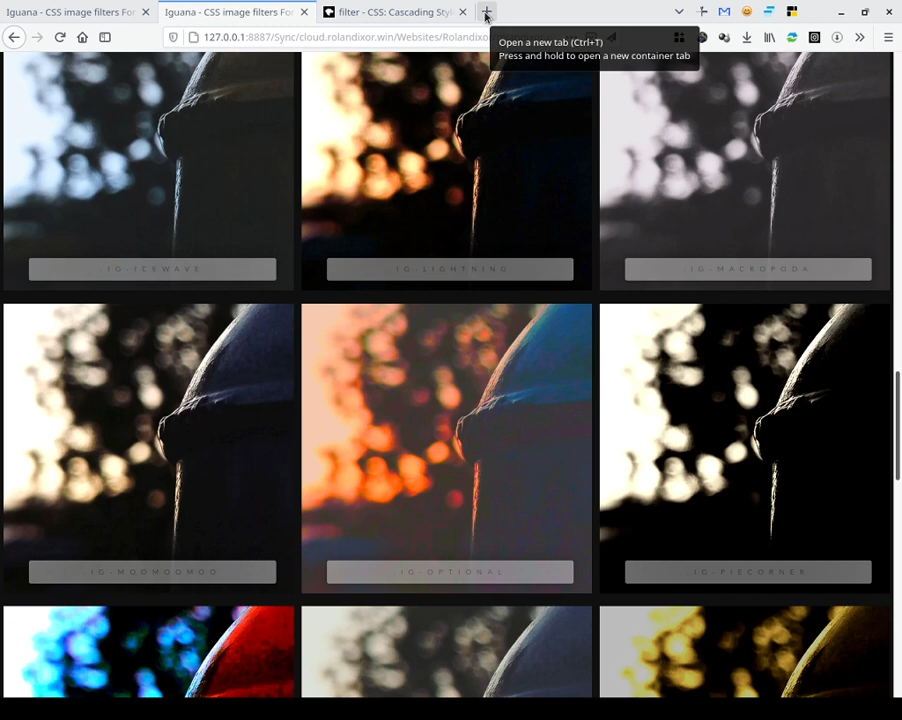 Iguana - CSS image filters For
Iguana - CSS image filters For
filter - CSS: Cascading Styl
127.0.0.1:8887/Sync/cloud.rolandixor.win/Websites/Rolandixo
Open a new tab (Ctrl+T)
Press and hold to open a new container tab
.IG-ICEWAVE
.IG-LIGHTNING
.IG-MACROPODA
.IG-MOOMOOMOO
.IG-OPTIONAL
.IG-PIECORNER